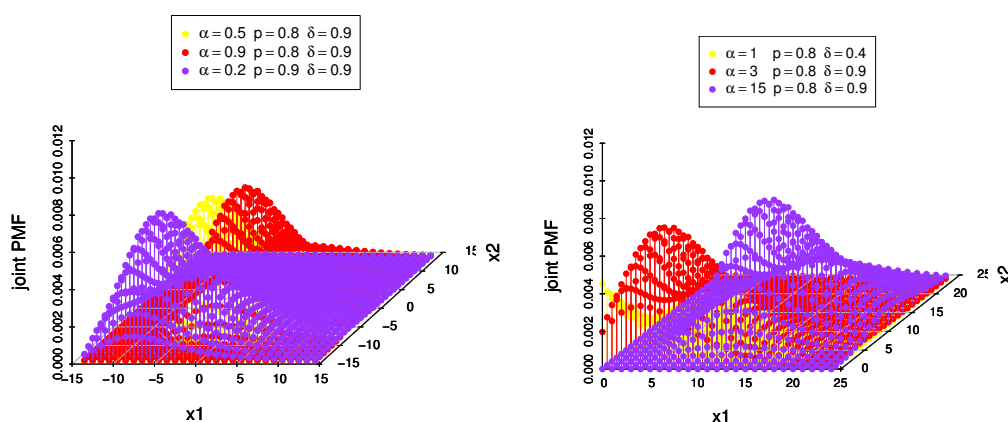 α = 0.5 p = 0.8 δ = 0.9
α = 0.9 p = 0.8 δ = 0.9
α = 0.2 p = 0.9 δ = 0.9
joint PMF
0.000 0.002 0.004 0.006 0.008 0.010 0.012
−15 −10 −5 0 5 10 15
x1
−15 −10 −5 0 5 10
x2
α = 1 p = 0.8 δ = 0.4
α = 3 p = 0.8 δ = 0.9
α = 15 p = 0.8 δ = 0.9
joint PMF
0.000 0.002 0.004 0.006 0.008 0.010 0.012
0 5 10 15 20 25
x1
0 5 10 15 20
x2